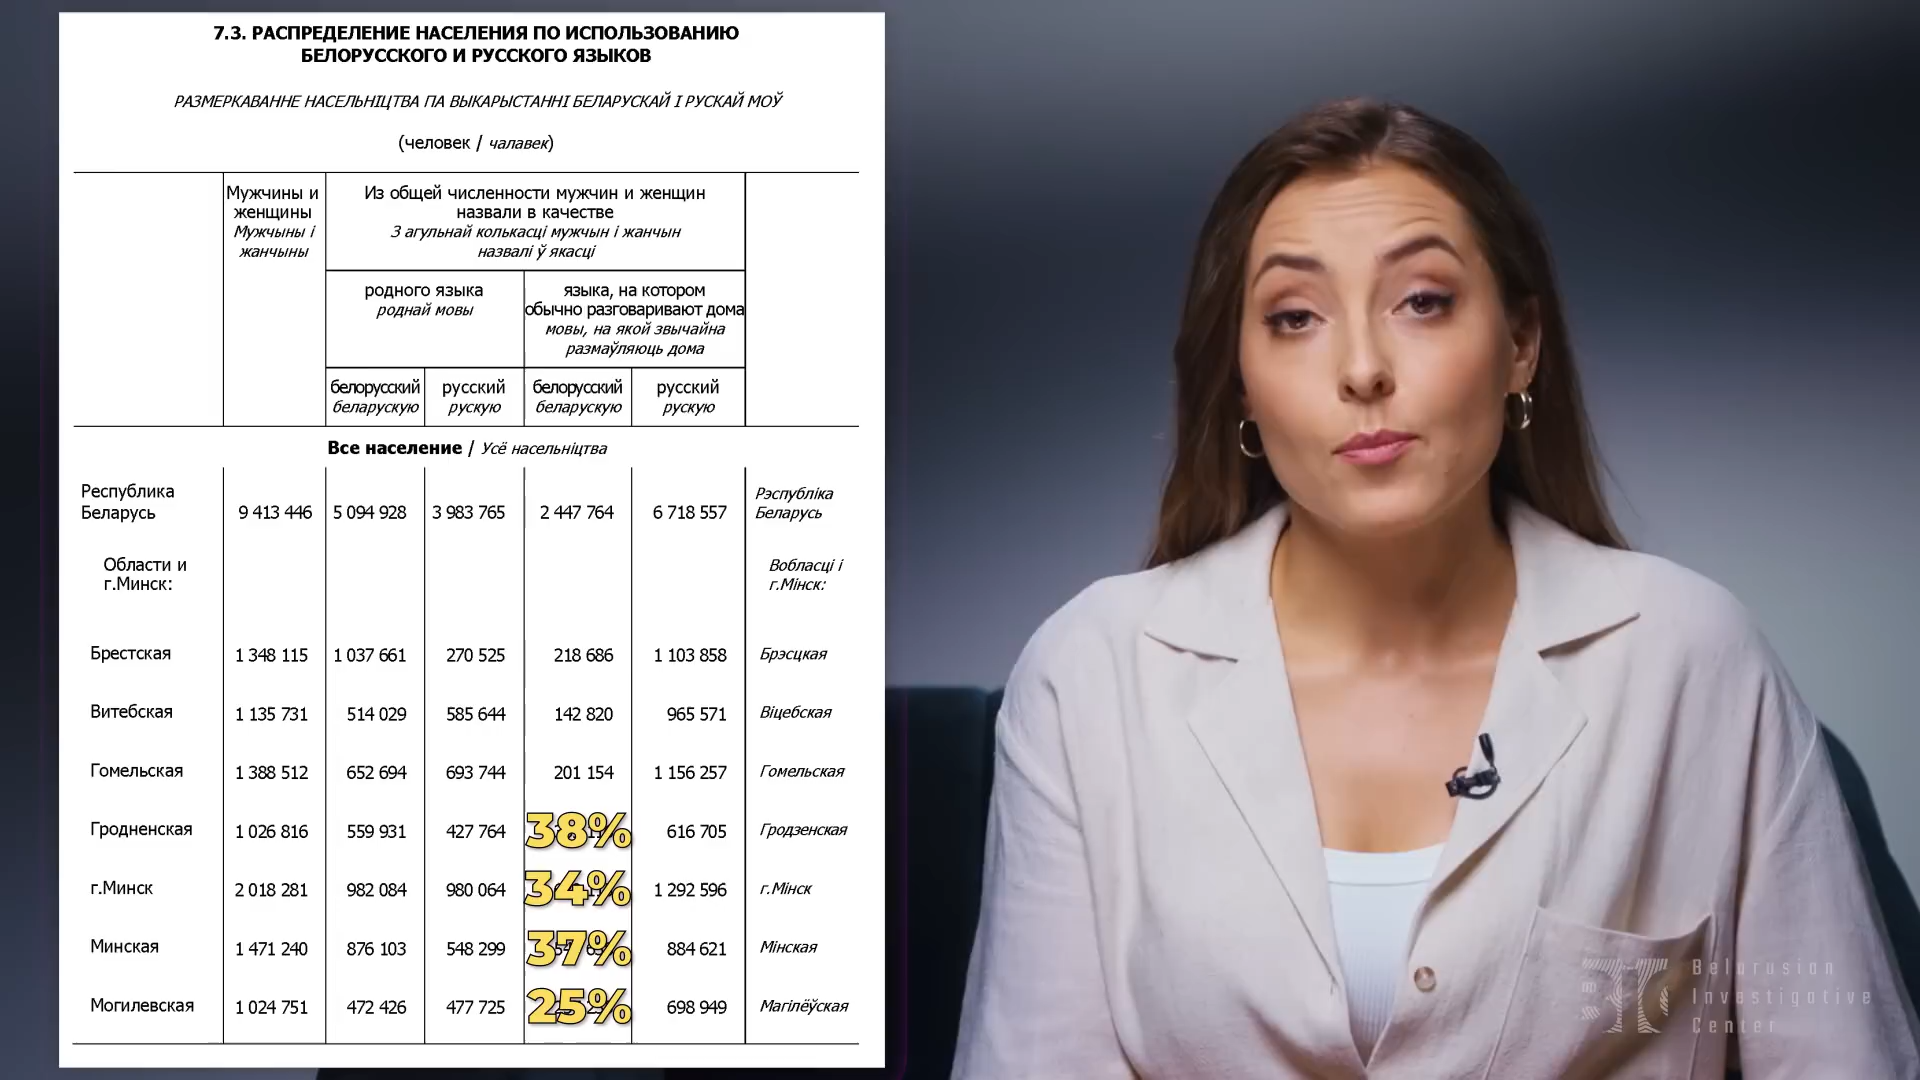 7.3. РАСПРЕДЕЛЕНИЕ НАСЕЛЕНИЯ ПО ИСПОЛЬЗОВАНИЮ
БЕЛОРУССКОГО И РУССКОГО ЯЗЫКОВ
РАЗМЕРКАВАННЕ НАСЕЛЬНІЦТВА ПА ВЫКАРЫСТАННІ БЕЛАРУСКАЙ І РУСКАЙ МОЎ
(человек / чалавек)
Мужчины и
женщины
Мужчыны і
жанчыны
Из общей численности мужчин и женщин
назвали в качестве
З агульнай колькасці мужчын і жанчын
назвалі ў якасці
родного языка
роднай мовы
языка, на котором
обычно разговаривают дома
мовы, на якой звычайна
размаўляюць дома
белорусский русский белорусский русский
беларускую рускую беларускую рускую
Все население / Усё насельніцтва
Республика Рэспубліка
Беларусь 9 413 446 5 094 928 3 983 765 2 447 764 6 718 557 Беларусь
Области и Вобласці і
г.Минск: г.Мінск:
Брестская 1 348 115 1 037 661 270 525 218 686 1 103 858 Брэсцкая
Витебская 1 135 731 514 029 585 644 142 820 965 571 Віцебская
Гомельская 1 388 512 652 694 693 744 201 154 1 156 257 Гомельская
Гродненская 1 026 816 559 931 427 764 38% 616 705 Гродзенская
г.Минск 2 018 281 982 084 980 064 34% 1 292 596 г.Мінск
Минская 1 471 240 876 103 548 299 37% 884 621 Мінская
Могилевская 1 024 751 472 426 477 725 25% 698 949 Магілёўская
Belarusian
Investigative
Center